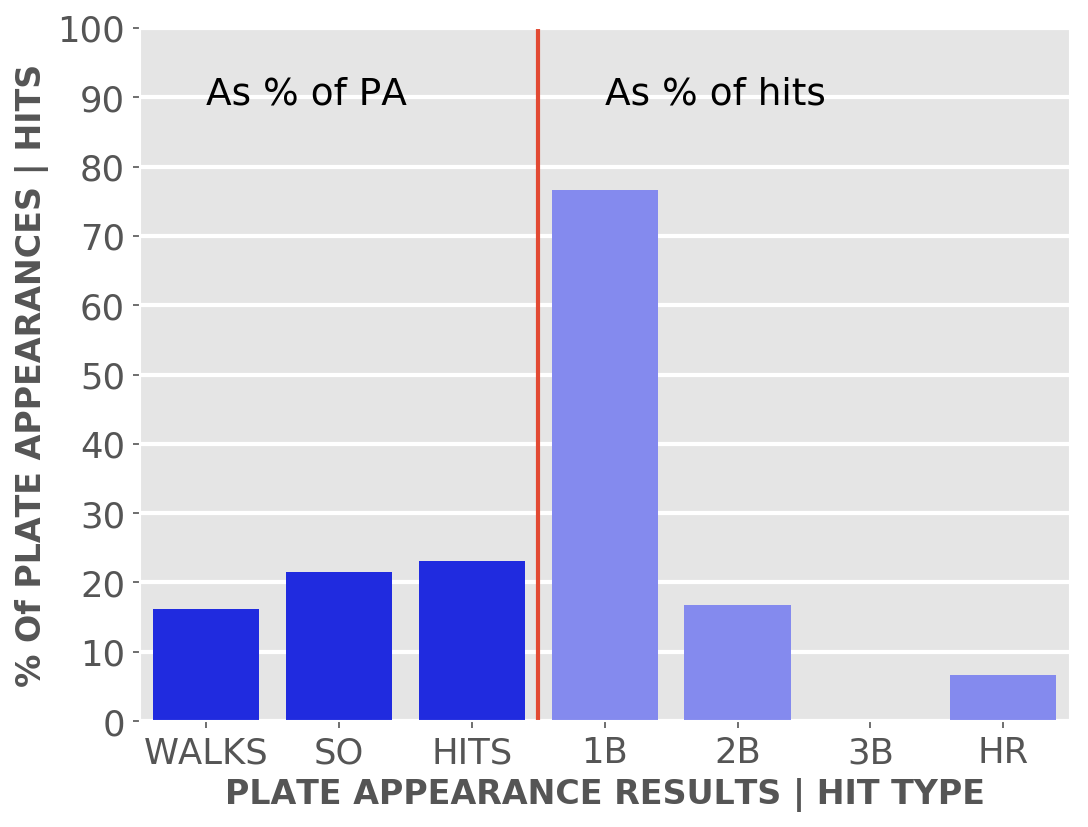 % Of PLATE APPEARANCES | HITS
100
90
80
70
60
50
40
30
20
10
0
As % of PA
As % of hits
WALKS SO HITS 1B 2B 3B HR
PLATE APPEARANCE RESULTS | HIT TYPE